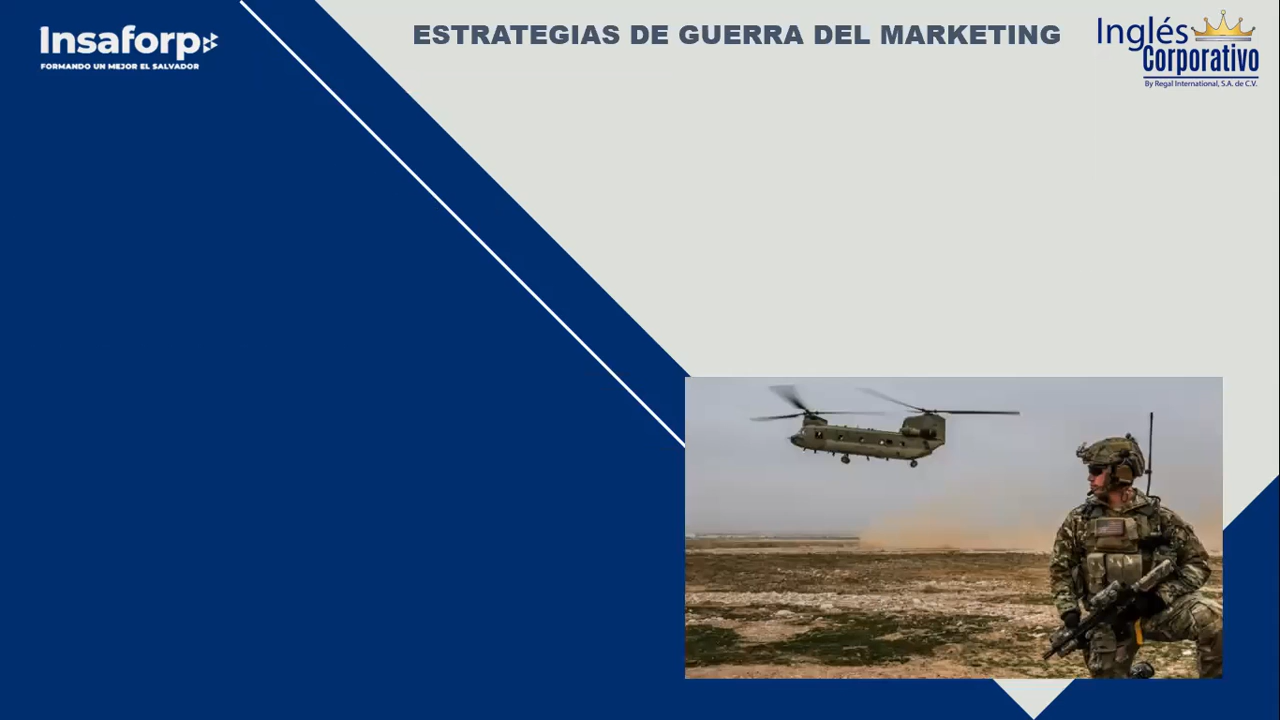 Insaforp
FORMANDO UN MEJOR EL SALVADOR
ESTRATEGIAS DE GUERRA DEL MARKETING
Inglés
Corporativo
By Regal International, S.A. de C.V.